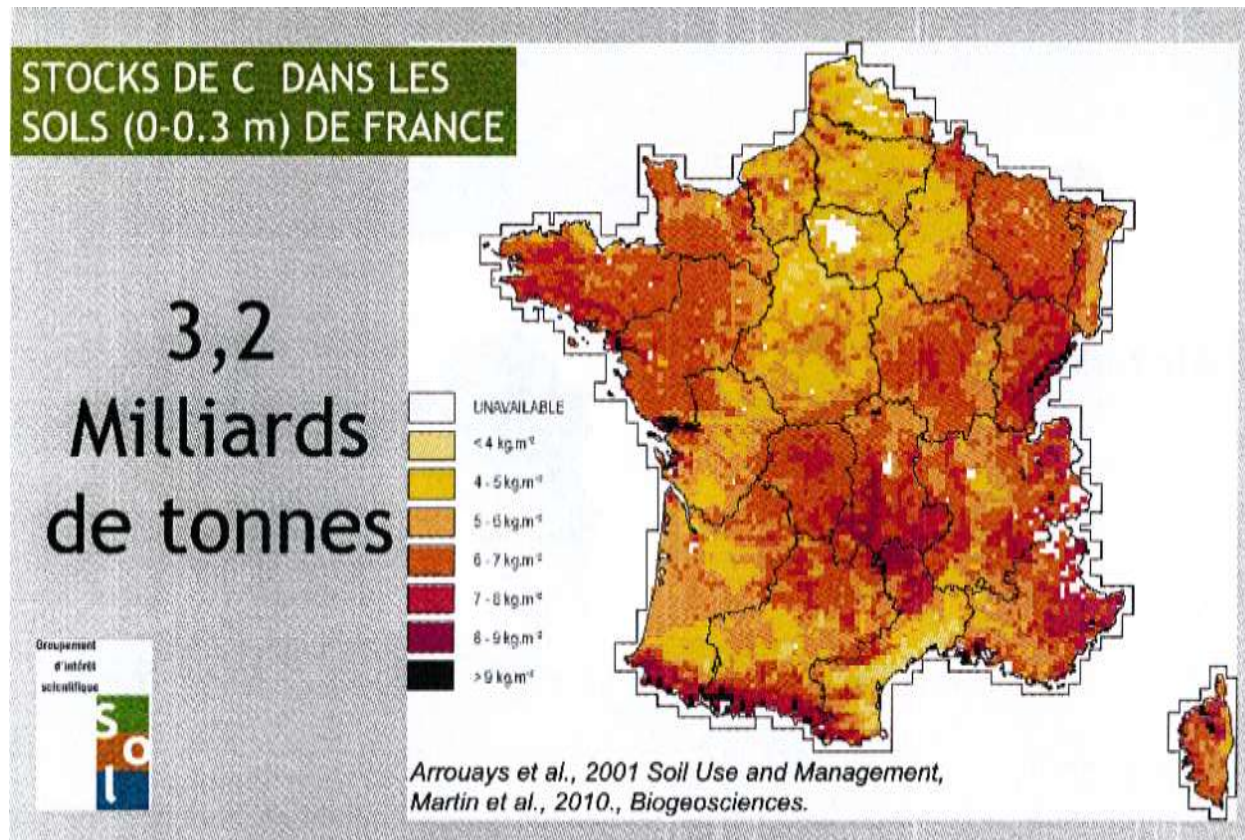 STOCKS DE C  DANS LES
SOLS (0-0.3 m) DE FRANCE
3,2
Milliards
de tonnes
UNAVAILABLE
< 4 kg.m⁻²
4 - 5 kg.m⁻²
5 - 6 kg.m⁻²
6 - 7 kg.m⁻²
7 - 8 kg.m⁻²
8 - 9 kg.m⁻²
> 9 kg.m⁻²
Groupement
d'intérêt
scientifique
S
o
l
Arrouays et al., 2001 Soil Use and Management,
Martin et al., 2010., Biogeosciences.